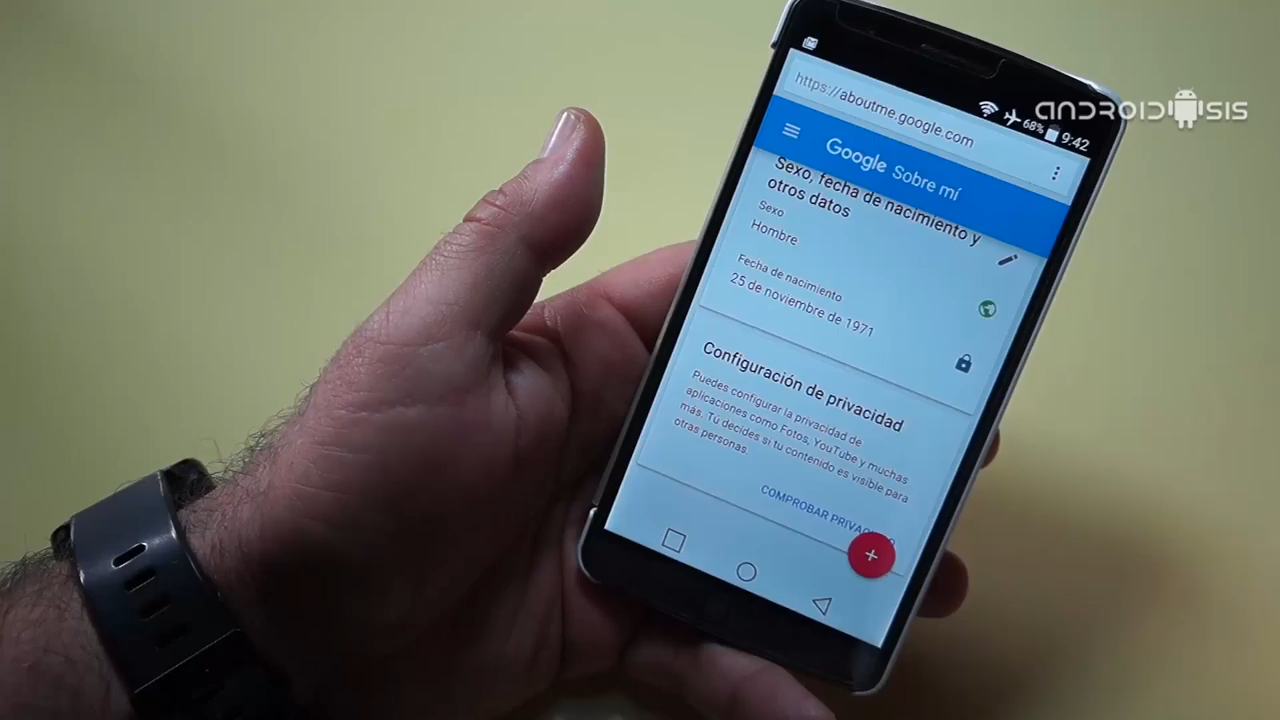 ANDROIDSIS
68% 9:42
https://aboutme.google.com
Google Sobre mí
Sexo, fecha de nacimiento y
otros datos
Sexo
Hombre
Fecha de nacimiento
25 de noviembre de 1971
Configuración de privacidad
Puedes configurar la privacidad de
aplicaciones como Fotos, YouTube y muchas
más. Tú decides si tu contenido es visible para
otras personas.
COMPROBAR